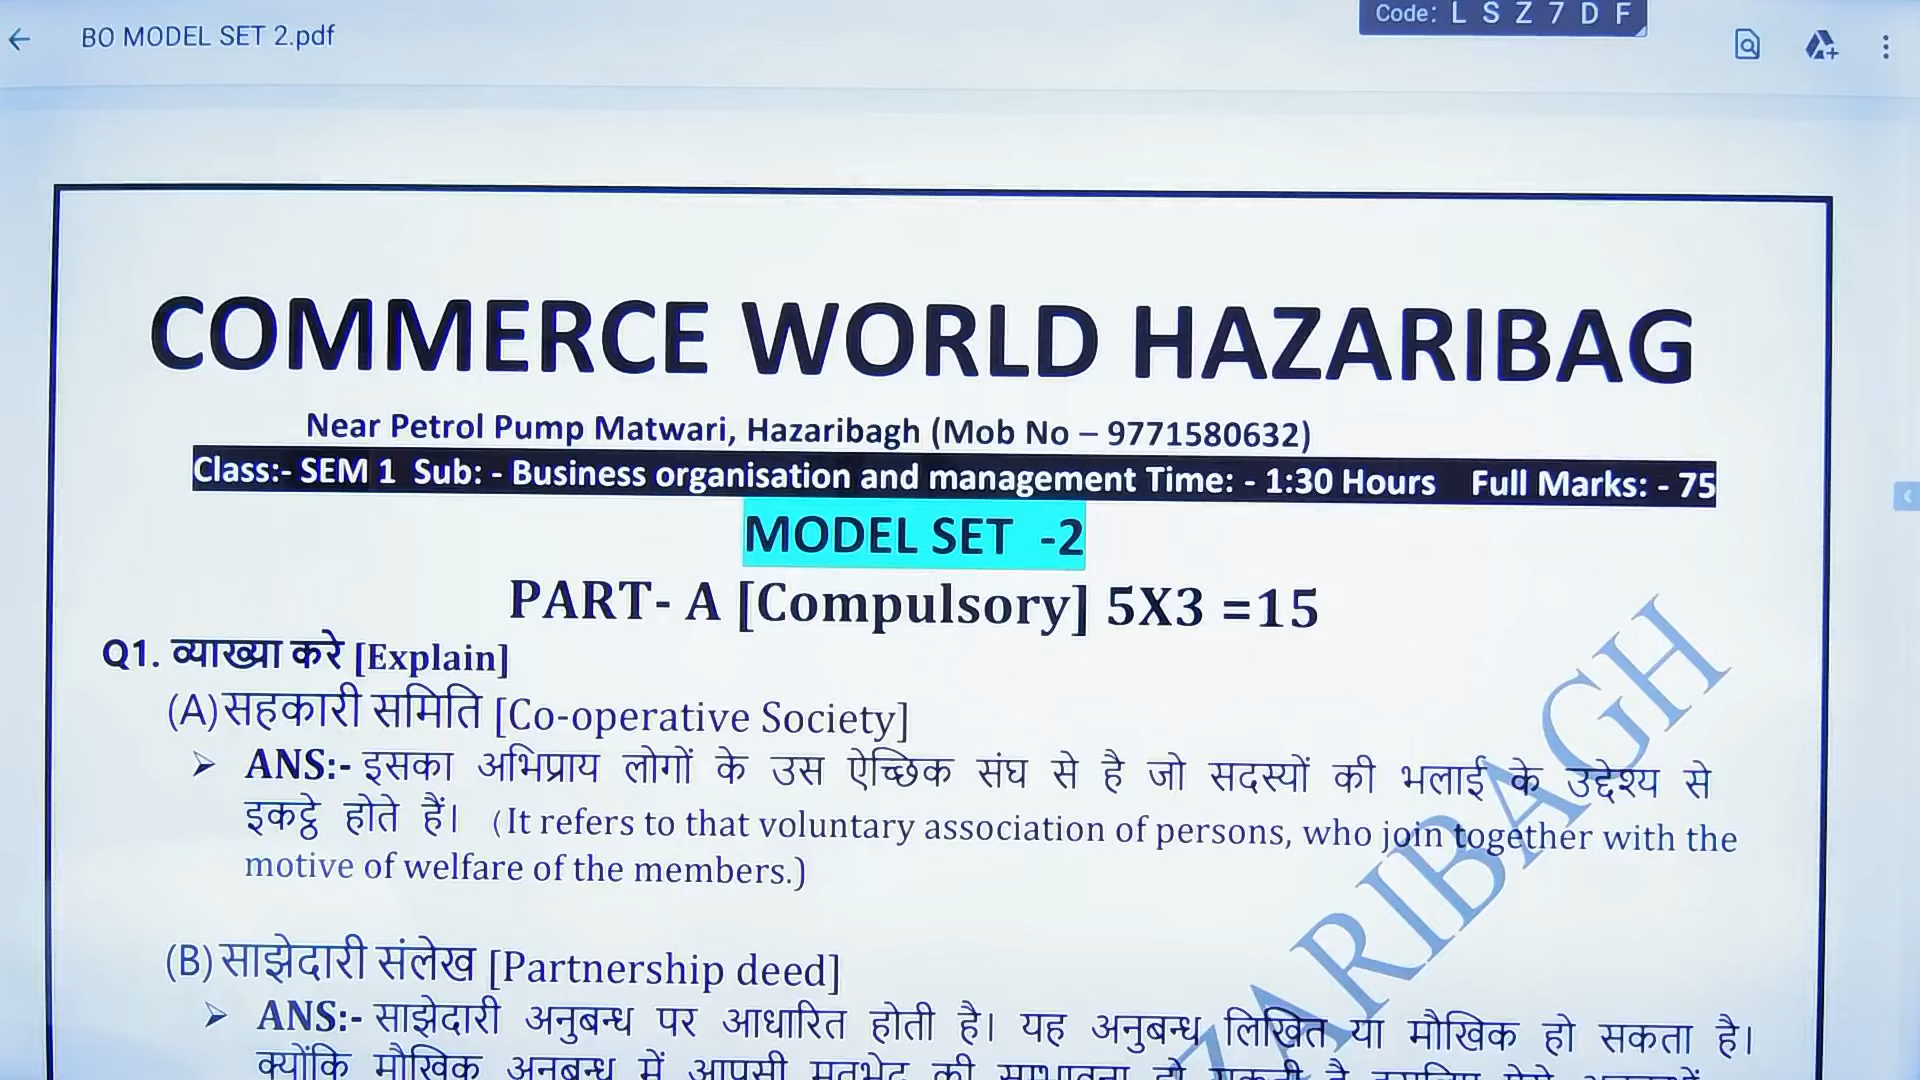 BO MODEL SET 2.pdf
Code: L S Z 7 D F
COMMERCE WORLD HAZARIBAG
Near Petrol Pump Matwari, Hazaribagh (Mob No – 9771580632)
Class:- SEM 1 Sub: - Business organisation and management Time: - 1:30 Hours Full Marks: - 75
MODEL SET -2
PART- A [Compulsory] 5X3 =15
Q1. व्याख्या करे [Explain]
(A) सहकारी समिति [Co-operative Society]
➢ ANS:- इसका अभिप्राय लोगों के उस ऐच्छिक संघ से है जो सदस्यों की भलाई के उद्देश्य से
इकट्ठे होते हैं। (It refers to that voluntary association of persons, who join together with the
motive of welfare of the members.)
(B) साझेदारी संलेख [Partnership deed]
➢ ANS:- साझेदारी अनुबन्ध पर आधारित होती है। यह अनुबन्ध लिखित या मौखिक हो सकता है।
क्योंकि मौखिक अनुबन्ध में आपसी मतभेद की
ZARIBAGH